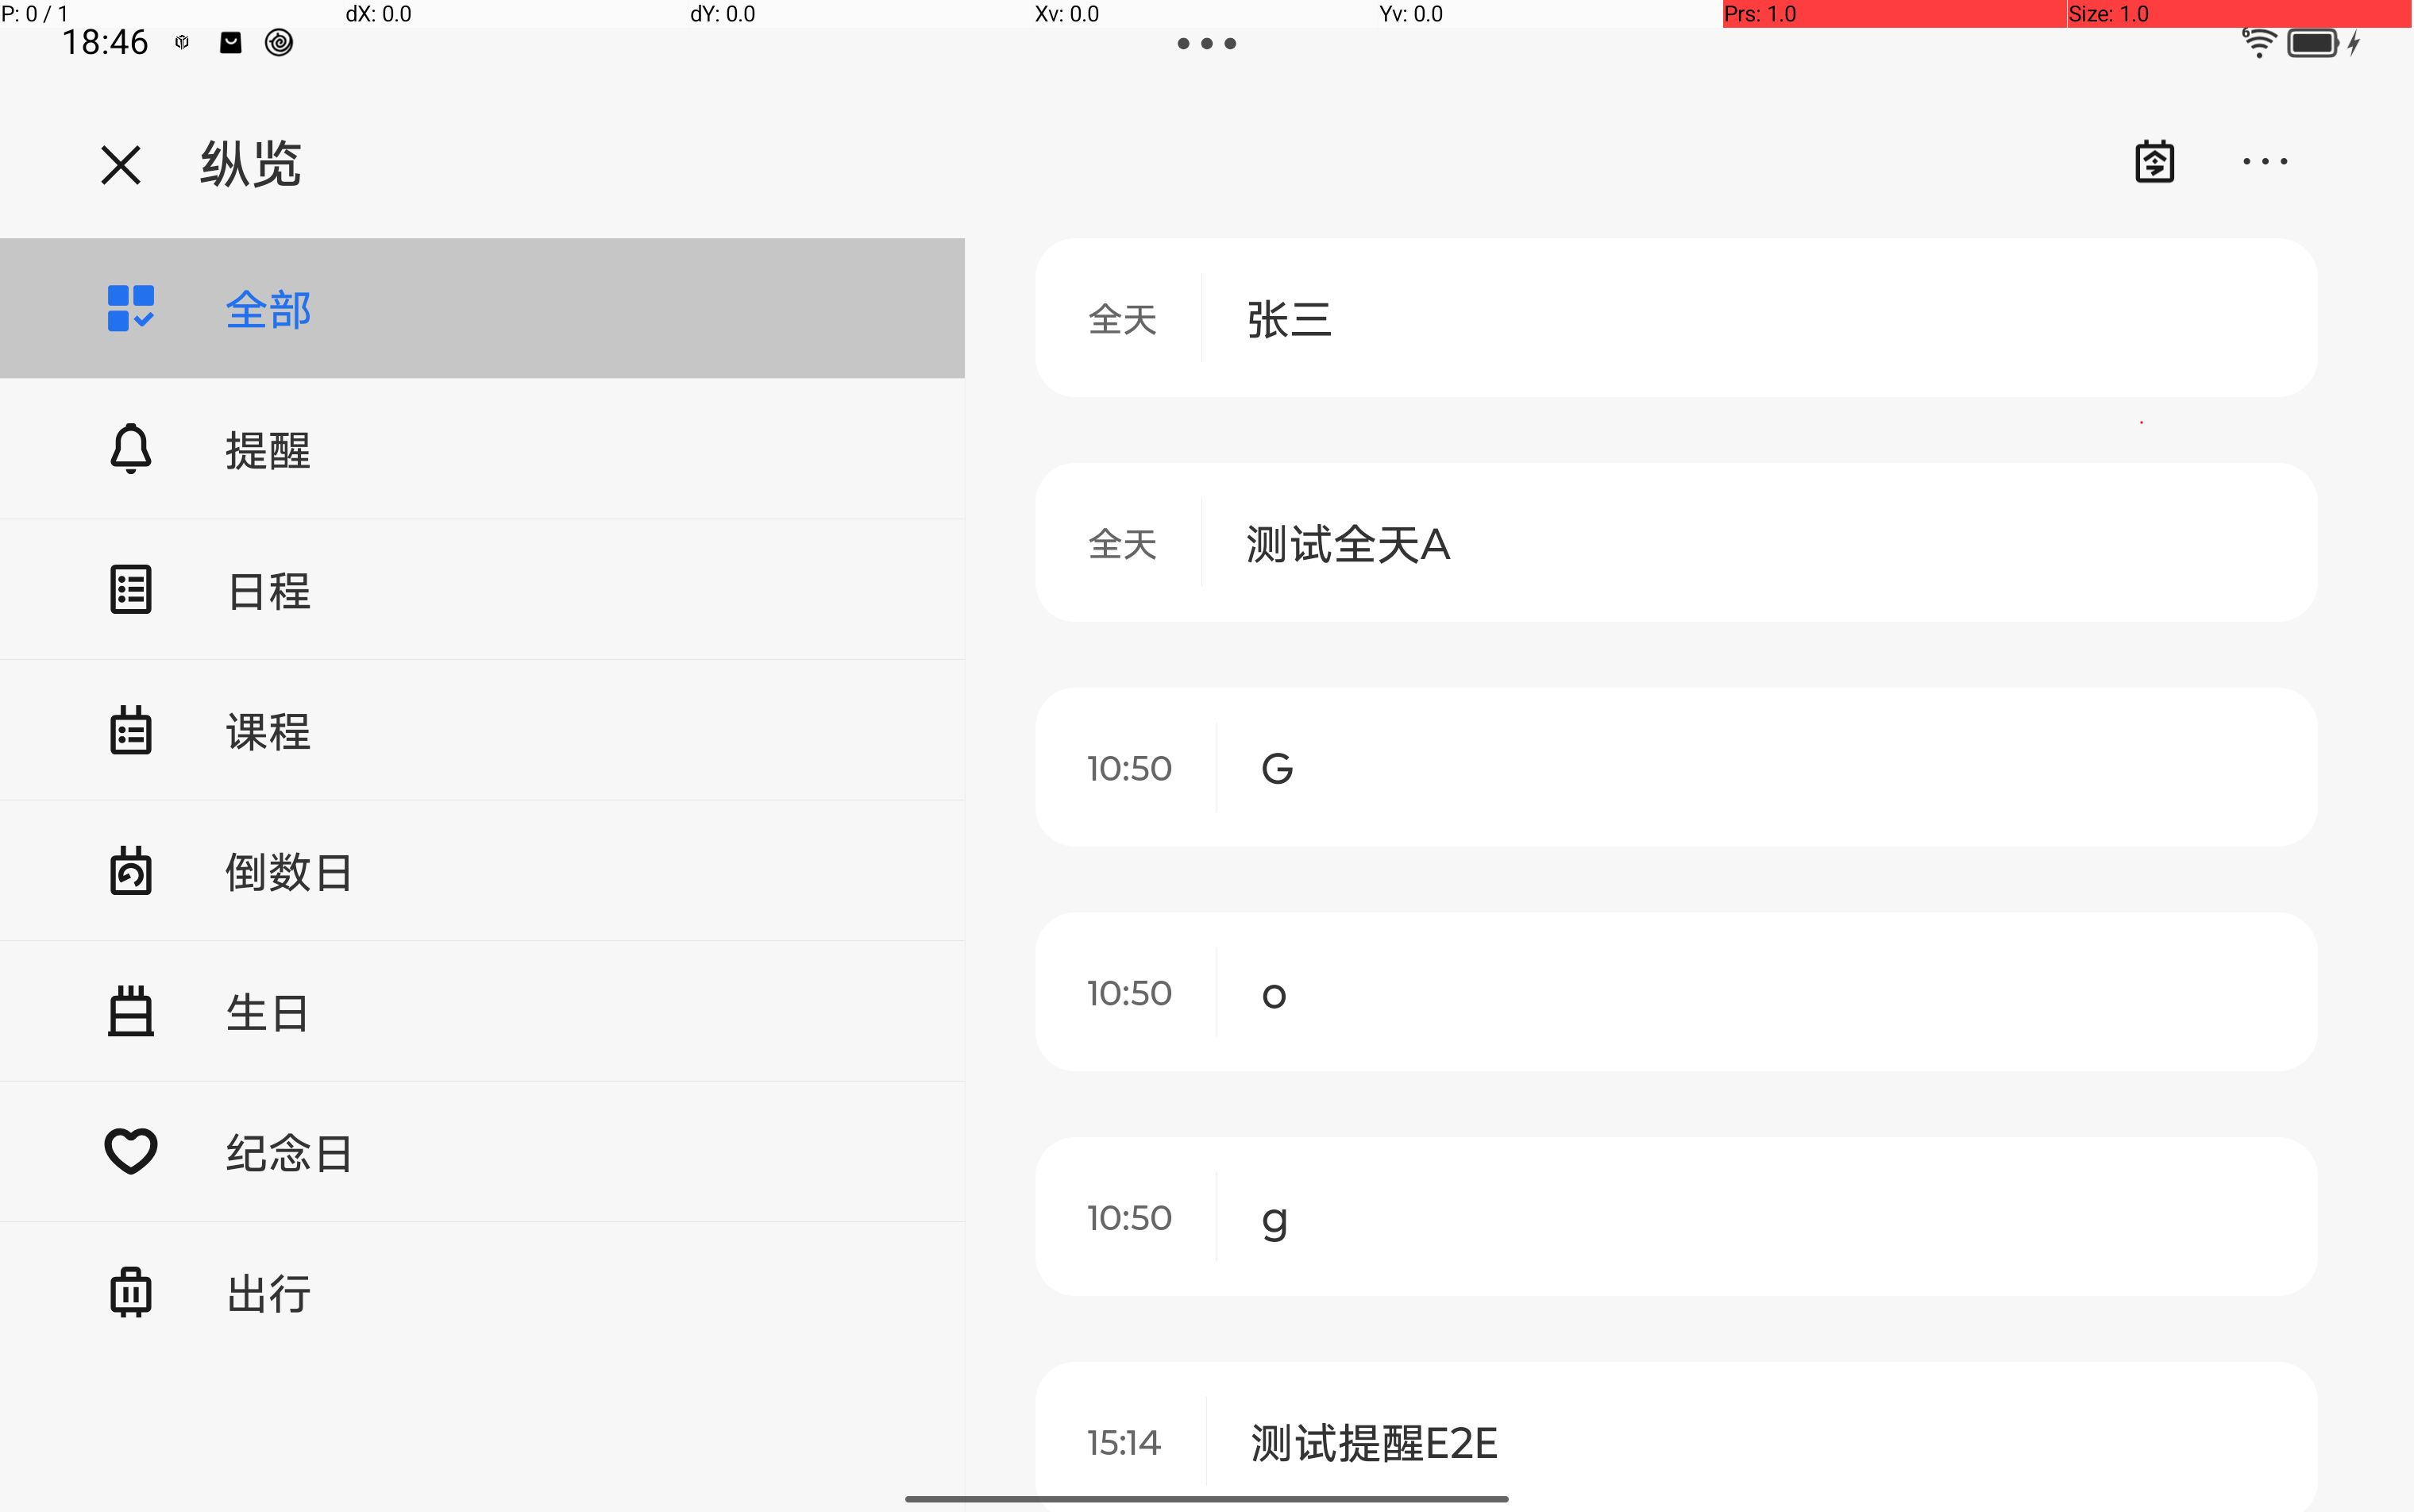 P: 0 / 1 dX: 0.0 dY: 0.0 Xv: 0.0 Yv: 0.0 Prs: 1.0 Size: 1.0
18:46
6
纵览
今
全部
提醒
日程
课程
倒数日
生日
纪念日
出行
全天 张三
全天 测试全天A
10:50 G
10:50 o
10:50 g
15:14 测试提醒E2E